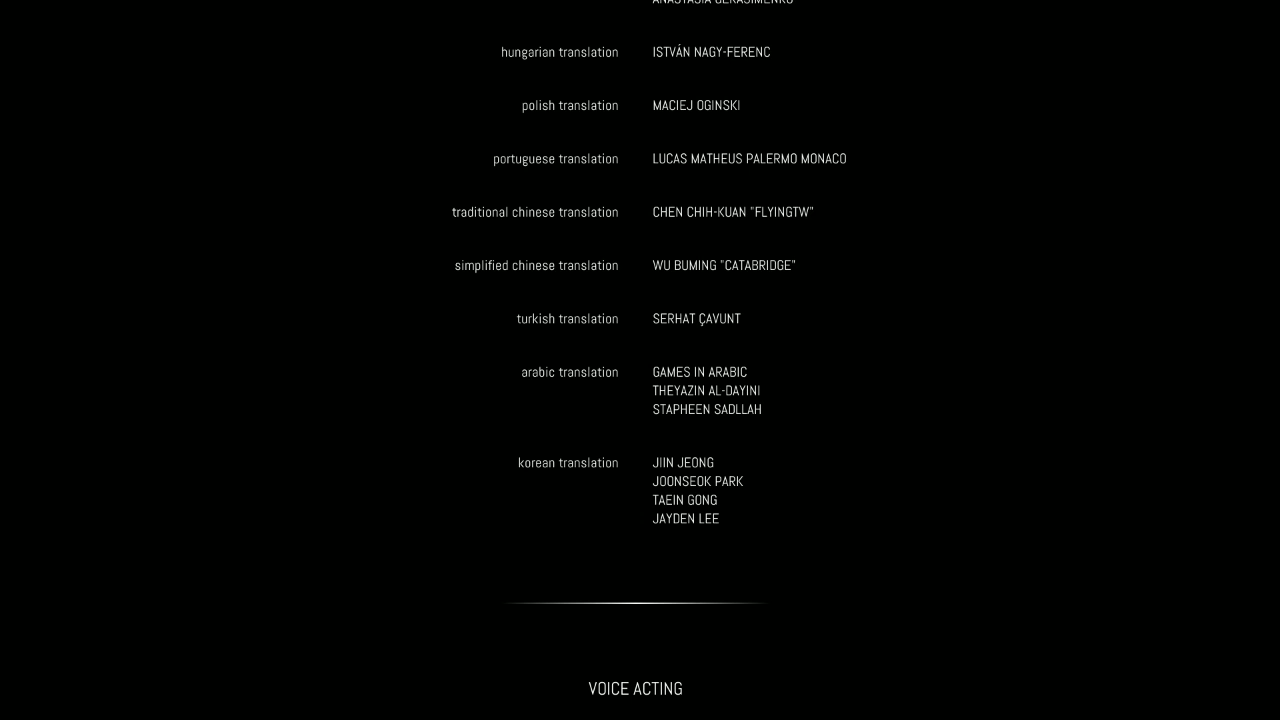 ANASTASIA GERASIMENKO
hungarian translation ISTVÁN NAGY-FERENC
polish translation MACIEJ OGINSKI
portuguese translation LUCAS MATHEUS PALERMO MONACO
traditional chinese translation CHEN CHIH-KUAN "FLYINGTW"
simplified chinese translation WU BUMING "CATABRIDGE"
turkish translation SERHAT ÇAVUNT
arabic translation GAMES IN ARABIC
THEYAZIN AL-DAYINI
STAPHEEN SADLLAH
korean translation JIIN JEONG
JOONSEOK PARK
TAEIN GONG
JAYDEN LEE
VOICE ACTING